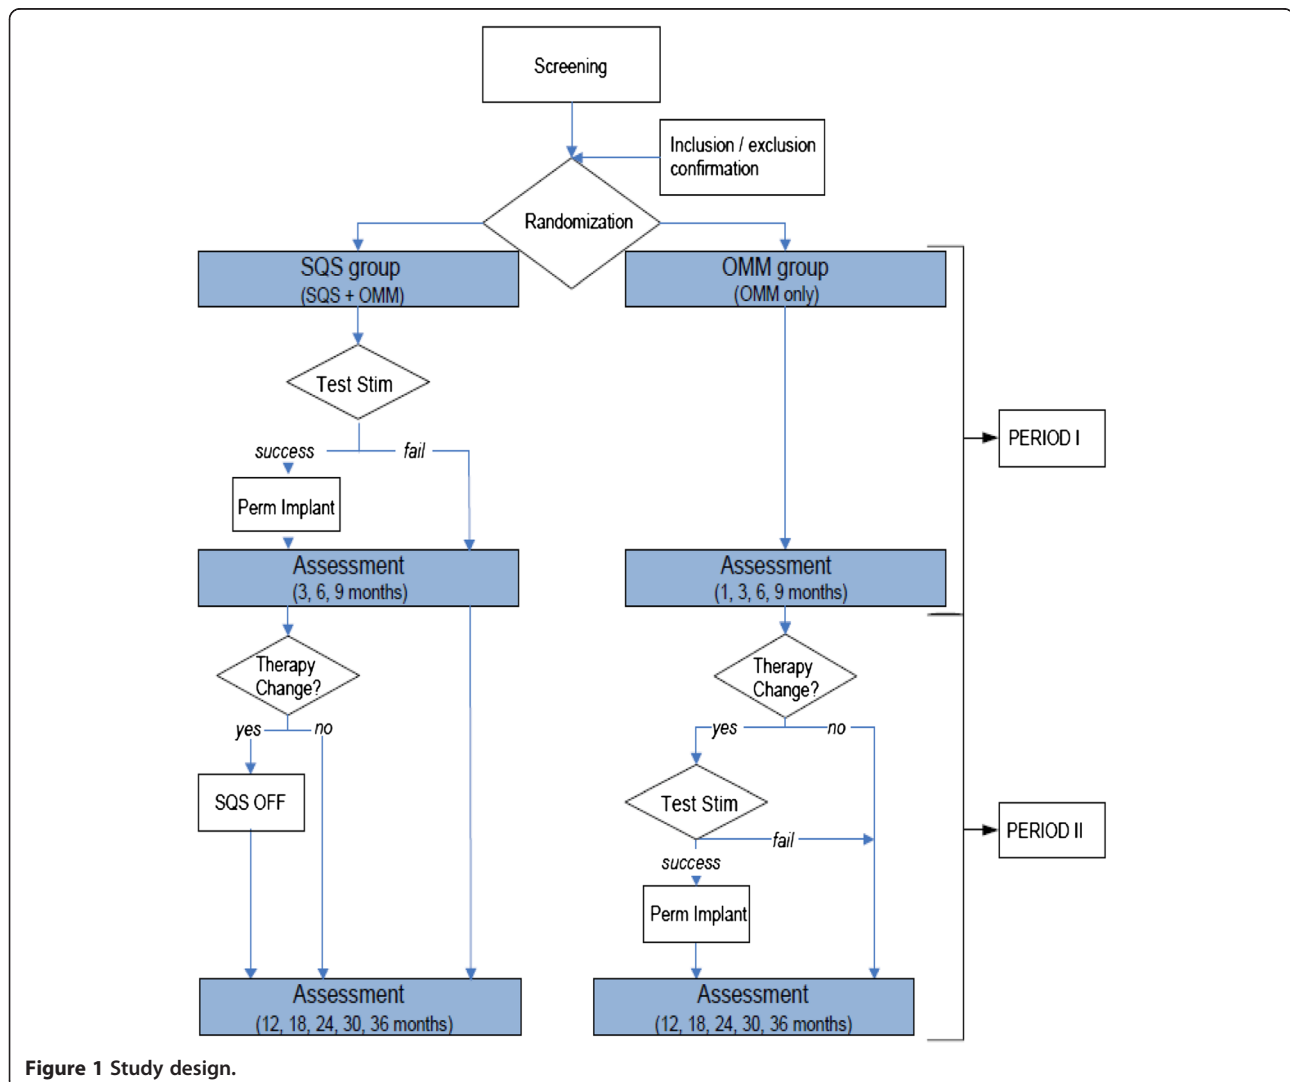 Screening
Inclusion / exclusion
confirmation
Randomization
SQS group
(SQS + OMM)
OMM group
(OMM only)
Test Stim
success
fail
PERIOD I
Perm Implant
Assessment
(3, 6, 9 months)
Assessment
(1, 3, 6, 9 months)
Therapy
Change?
Therapy
Change?
yes
no
yes
no
SQS OFF
Test Stim
PERIOD II
fail
success
Perm Implant
Assessment
(12, 18, 24, 30, 36 months)
Assessment
(12, 18, 24, 30, 36 months)
Figure 1 Study design.